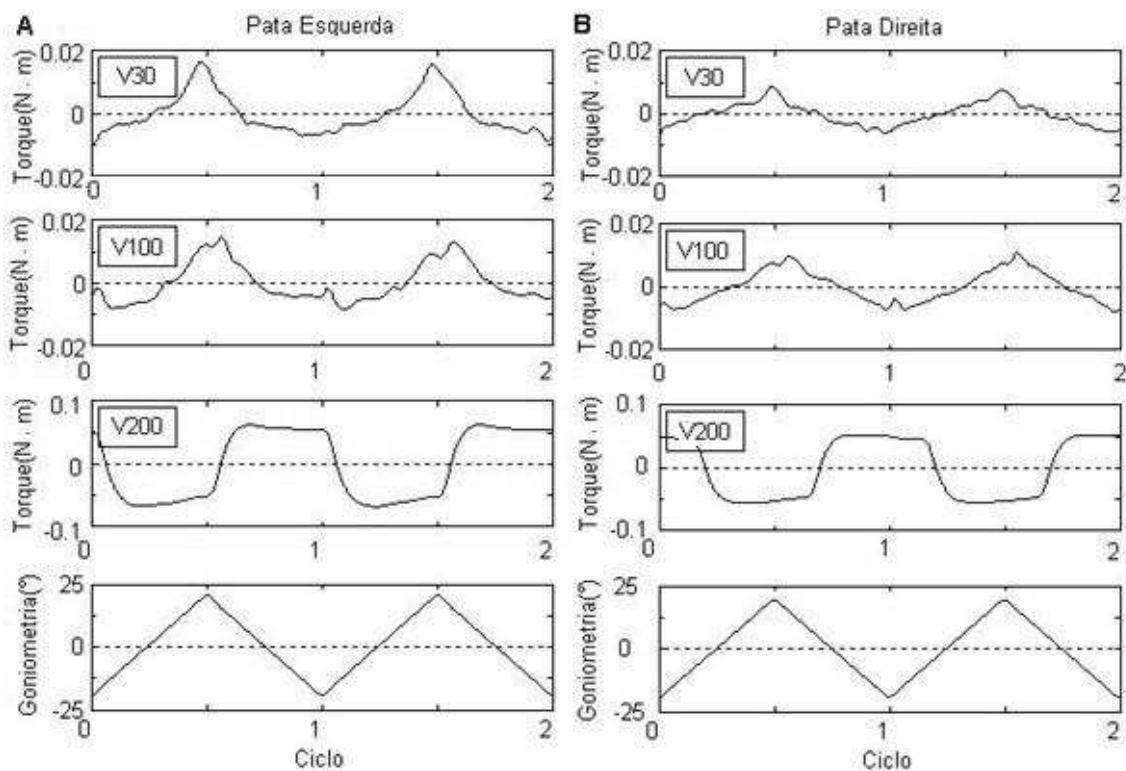 A Pata Esquerda
V30
Torque(N . m)
0.02
0
-0.02
0 1 2
V100
Torque(N . m)
0.02
0
-0.02
0 1 2
V200
Torque(N . m)
0.1
0
-0.1
0 1 2
Goniometria(°)
25
0
-25
0 1 2
Ciclo
B Pata Direita
V30
Torque(N . m)
0.02
0
-0.02
0 1 2
V100
Torque(N . m)
0.02
0
-0.02
0 1 2
V200
Torque(N . m)
0.1
0
-0.1
0 1 2
Goniometria(°)
25
0
-25
0 1 2
Ciclo